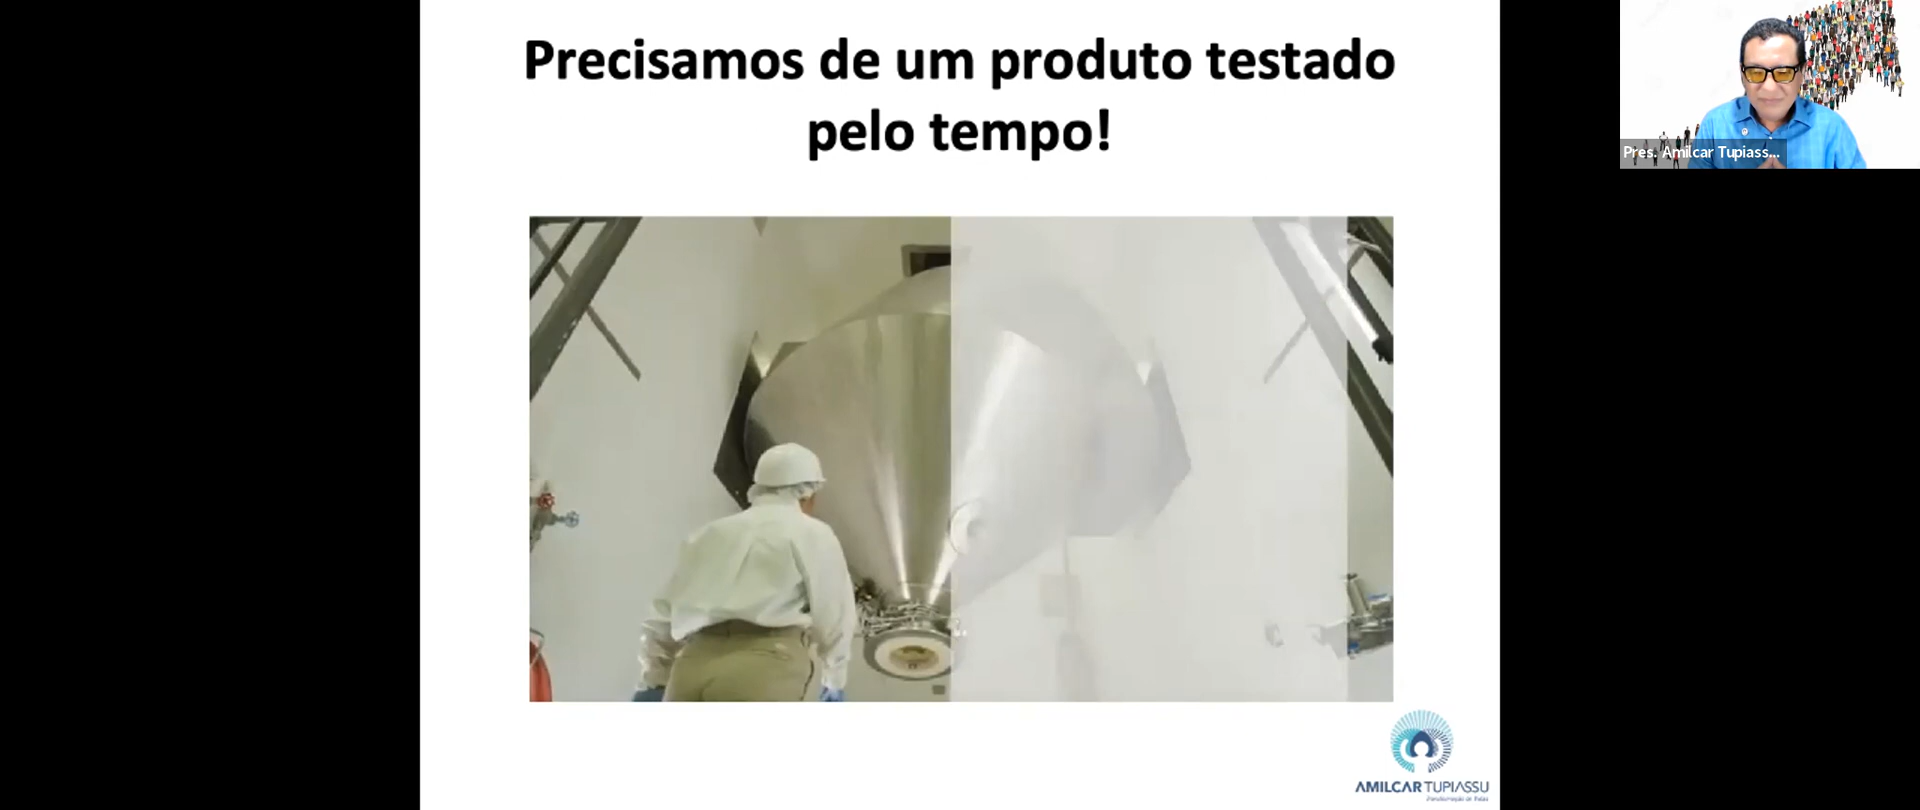 Precisamos de um produto testado
pelo tempo!
Pres. Amilcar Tupiass...
AMILCAR TUPIASSU